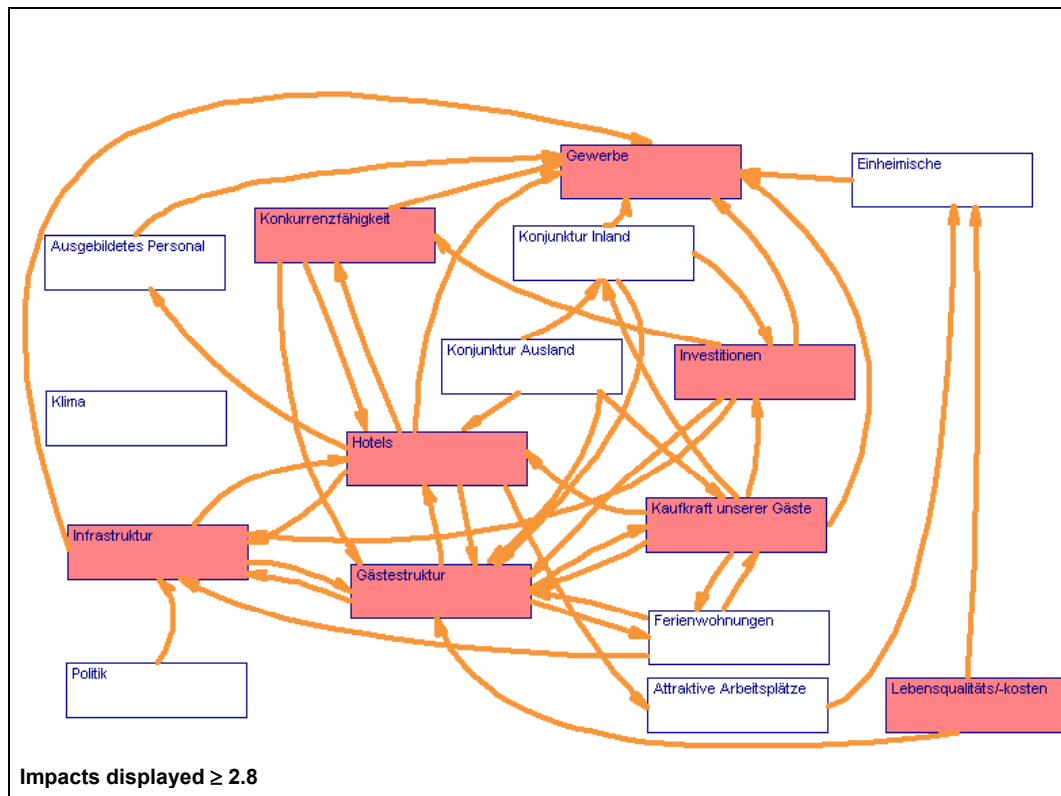 Gewerbe
Einheimische
Konkurrenzfähigkeit
Ausgebildetes Personal
Konjunktur Inland
Konjunktur Ausland
Investitionen
Klima
Hotels
Kaufkraft unserer Gäste
Infrastruktur
Gästestruktur
Ferienwohnungen
Politik
Attraktive Arbeitsplätze
Lebensqualitäts/-kosten
Impacts displayed ≥ 2.8